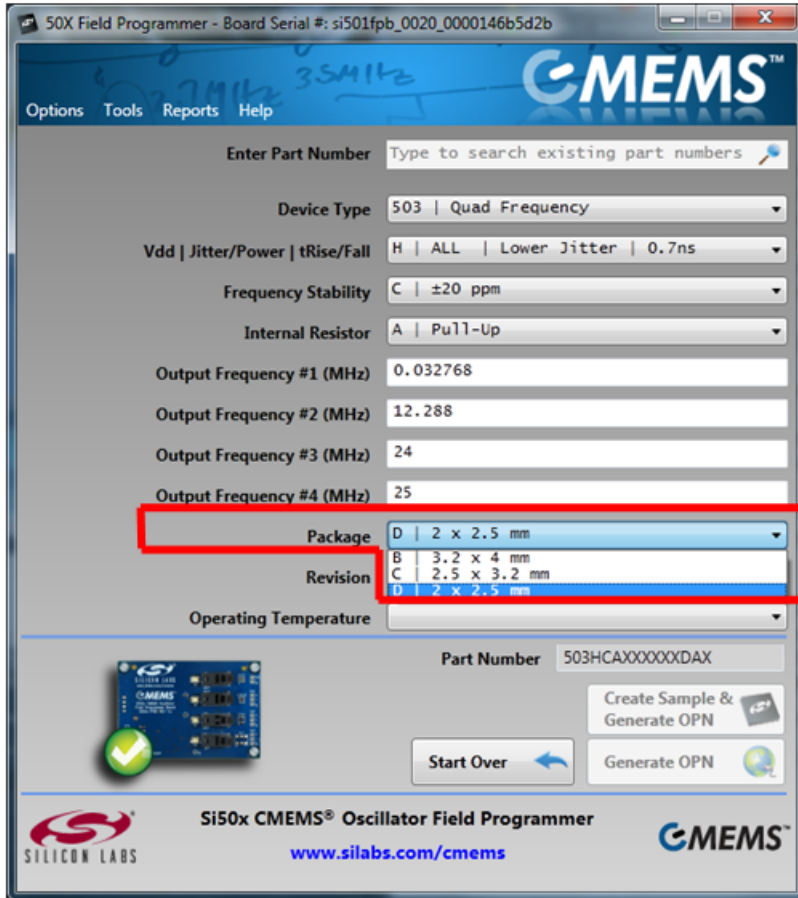 50X Field Programmer - Board Serial #: si501fpb_0020_0000146b5d2b
35MHz
CMEMS™
Options Tools Reports Help
Enter Part Number Type to search existing part numbers
Device Type 503 | Quad Frequency
Vdd | Jitter/Power | tRise/Fall H | ALL | Lower Jitter | 0.7ns
Frequency Stability C | ±20 ppm
Internal Resistor A | Pull-Up
Output Frequency #1 (MHz) 0.032768
Output Frequency #2 (MHz) 12.288
Output Frequency #3 (MHz) 24
Output Frequency #4 (MHz) 25
Package D | 2 x 2.5 mm
B | 3.2 x 4 mm
Revision C | 2.5 x 3.2 mm
D | 2 x 2.5 mm
Operating Temperature
Part Number 503HCAXXXXXXDAX
SILICON LABS
CMEMS
Create Sample &
Generate OPN
Start Over Generate OPN
Si50x CMEMS® Oscillator Field Programmer
SILICON LABS www.silabs.com/cmems CMEMS™